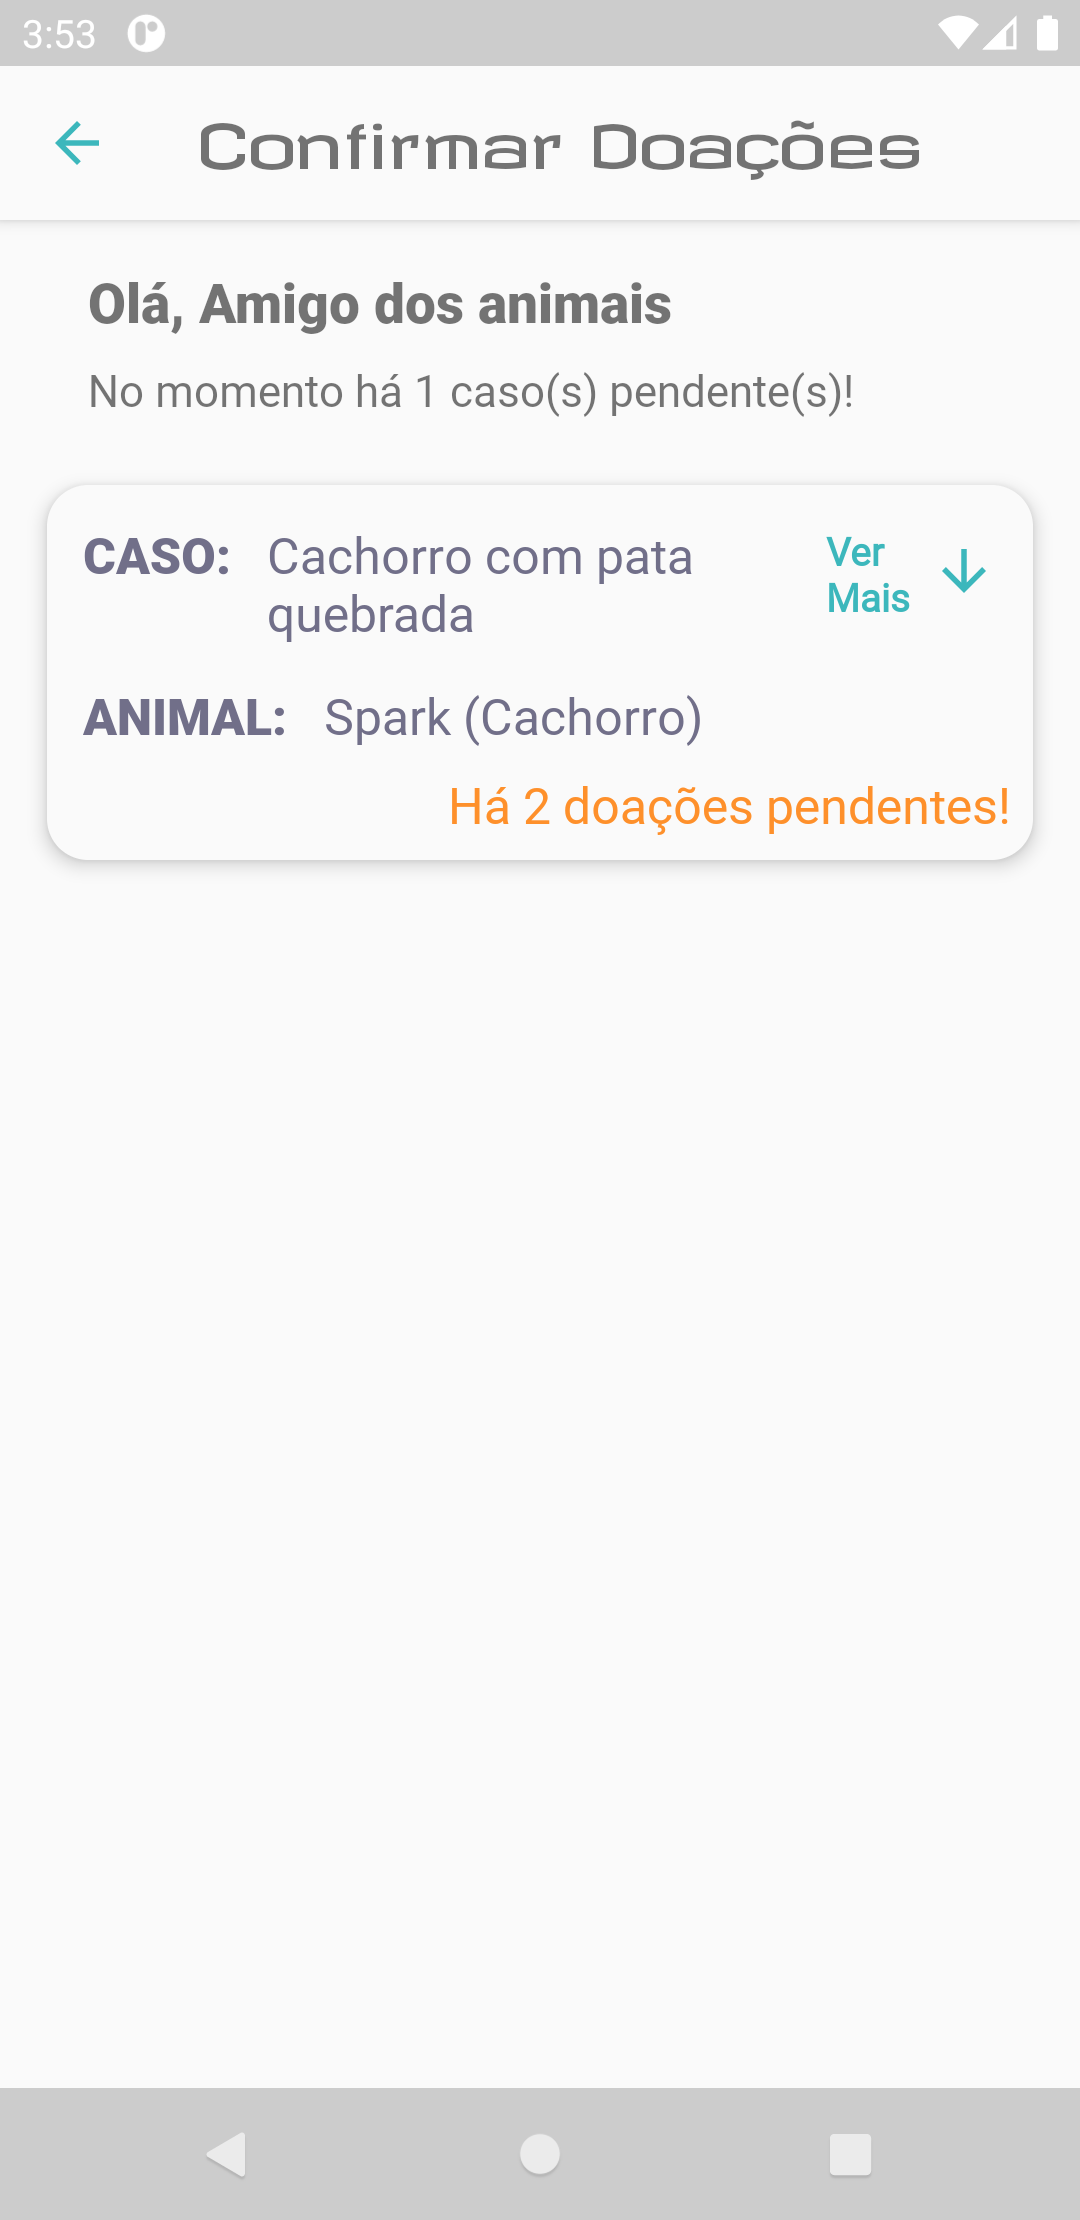 3:53
Confirmar Doações
Olá, Amigo dos animais
No momento há 1 caso(s) pendente(s)!
CASO: Cachorro com pata
quebrada
Ver
Mais
ANIMAL: Spark (Cachorro)
Há 2 doações pendentes!